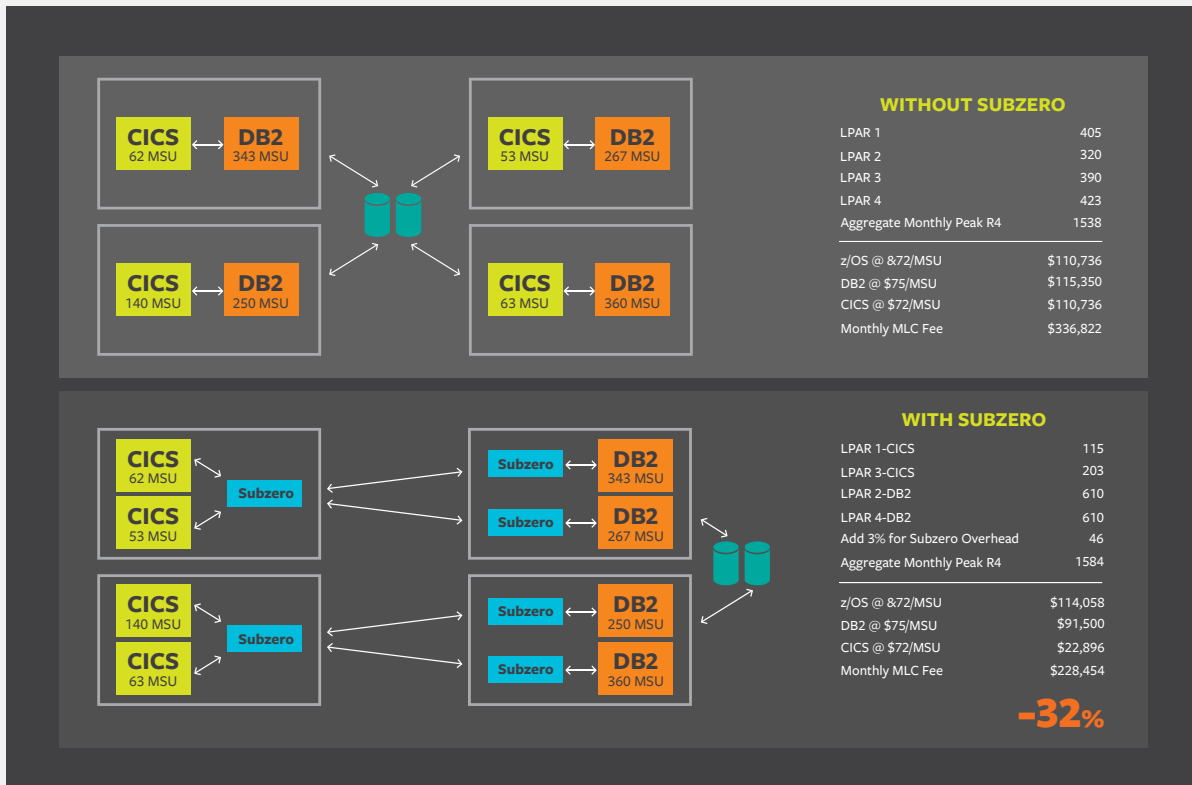 CICS
62 MSU
DB2
343 MSU
CICS
53 MSU
DB2
267 MSU
CICS
140 MSU
DB2
250 MSU
CICS
63 MSU
DB2
360 MSU
WITHOUT SUBZERO
LPAR 1 405
LPAR 2 320
LPAR 3 390
LPAR 4 423
Aggregate Monthly Peak R4 1538
z/OS @ &72/MSU $110,736
DB2 @ $75/MSU $115,350
CICS @ $72/MSU $110,736
Monthly MLC Fee $336,822
CICS
62 MSU
CICS
53 MSU
Subzero
Subzero
DB2
343 MSU
Subzero
DB2
267 MSU
CICS
140 MSU
CICS
63 MSU
Subzero
Subzero
DB2
250 MSU
Subzero
DB2
360 MSU
WITH SUBZERO
LPAR 1-CICS 115
LPAR 3-CICS 203
LPAR 2-DB2 610
LPAR 4-DB2 610
Add 3% for Subzero Overhead 46
Aggregate Monthly Peak R4 1584
z/OS @ &72/MSU $114,058
DB2 @ $75/MSU $91,500
CICS @ $72/MSU $22,896
Monthly MLC Fee $228,454
-32%